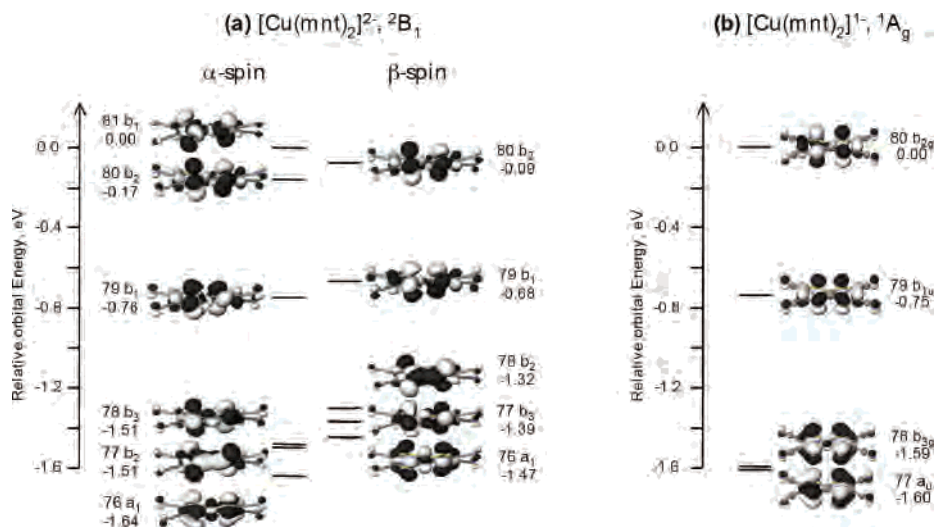 (a) [Cu(mnt)2]2-, 2B1
(b) [Cu(mnt)2]1-, 1Ag
α-spin
β-spin
Relative orbital Energy, eV
0.0
-0.4
-0.8
-1.2
-1.6
81 b1
0.00
80 b2
-0.17
79 b1
-0.76
78 b3
-1.51
77 b2
-1.51
76 a1
-1.64
80 b2
-0.09
79 b1
-0.68
78 b2
-1.32
77 b3
-1.39
76 a1
-1.47
Relative orbital Energy, eV
0.0
-0.4
-0.8
-1.2
-1.6
80 b2g
0.00
79 b1u
-0.75
78 b3g
-1.59
77 au
-1.60